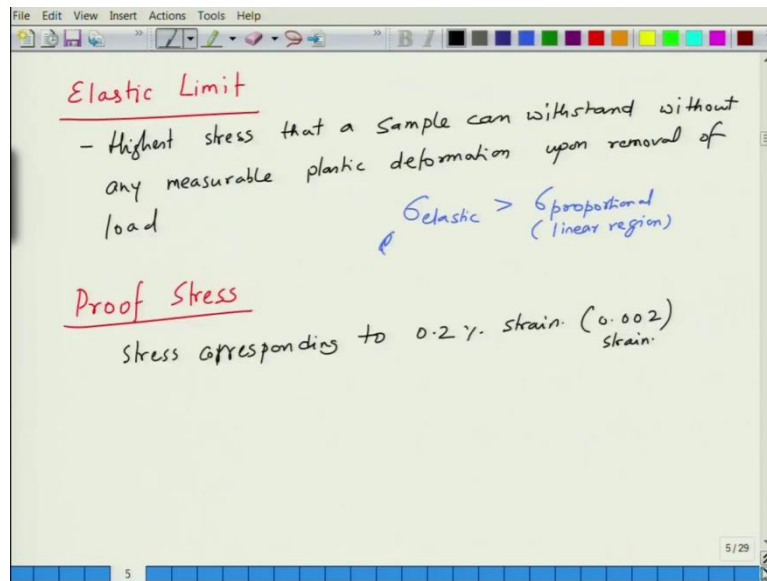 File Edit View Insert Actions Tools Help
Elastic Limit
- Highest stress that a sample can withstand without
any measurable plastic deformation upon removal of
load
σelastic > σproportional
(linear region)
Proof Stress
Stress corresponding to 0.2 %. strain. (0.002)
strain.
5/29
5